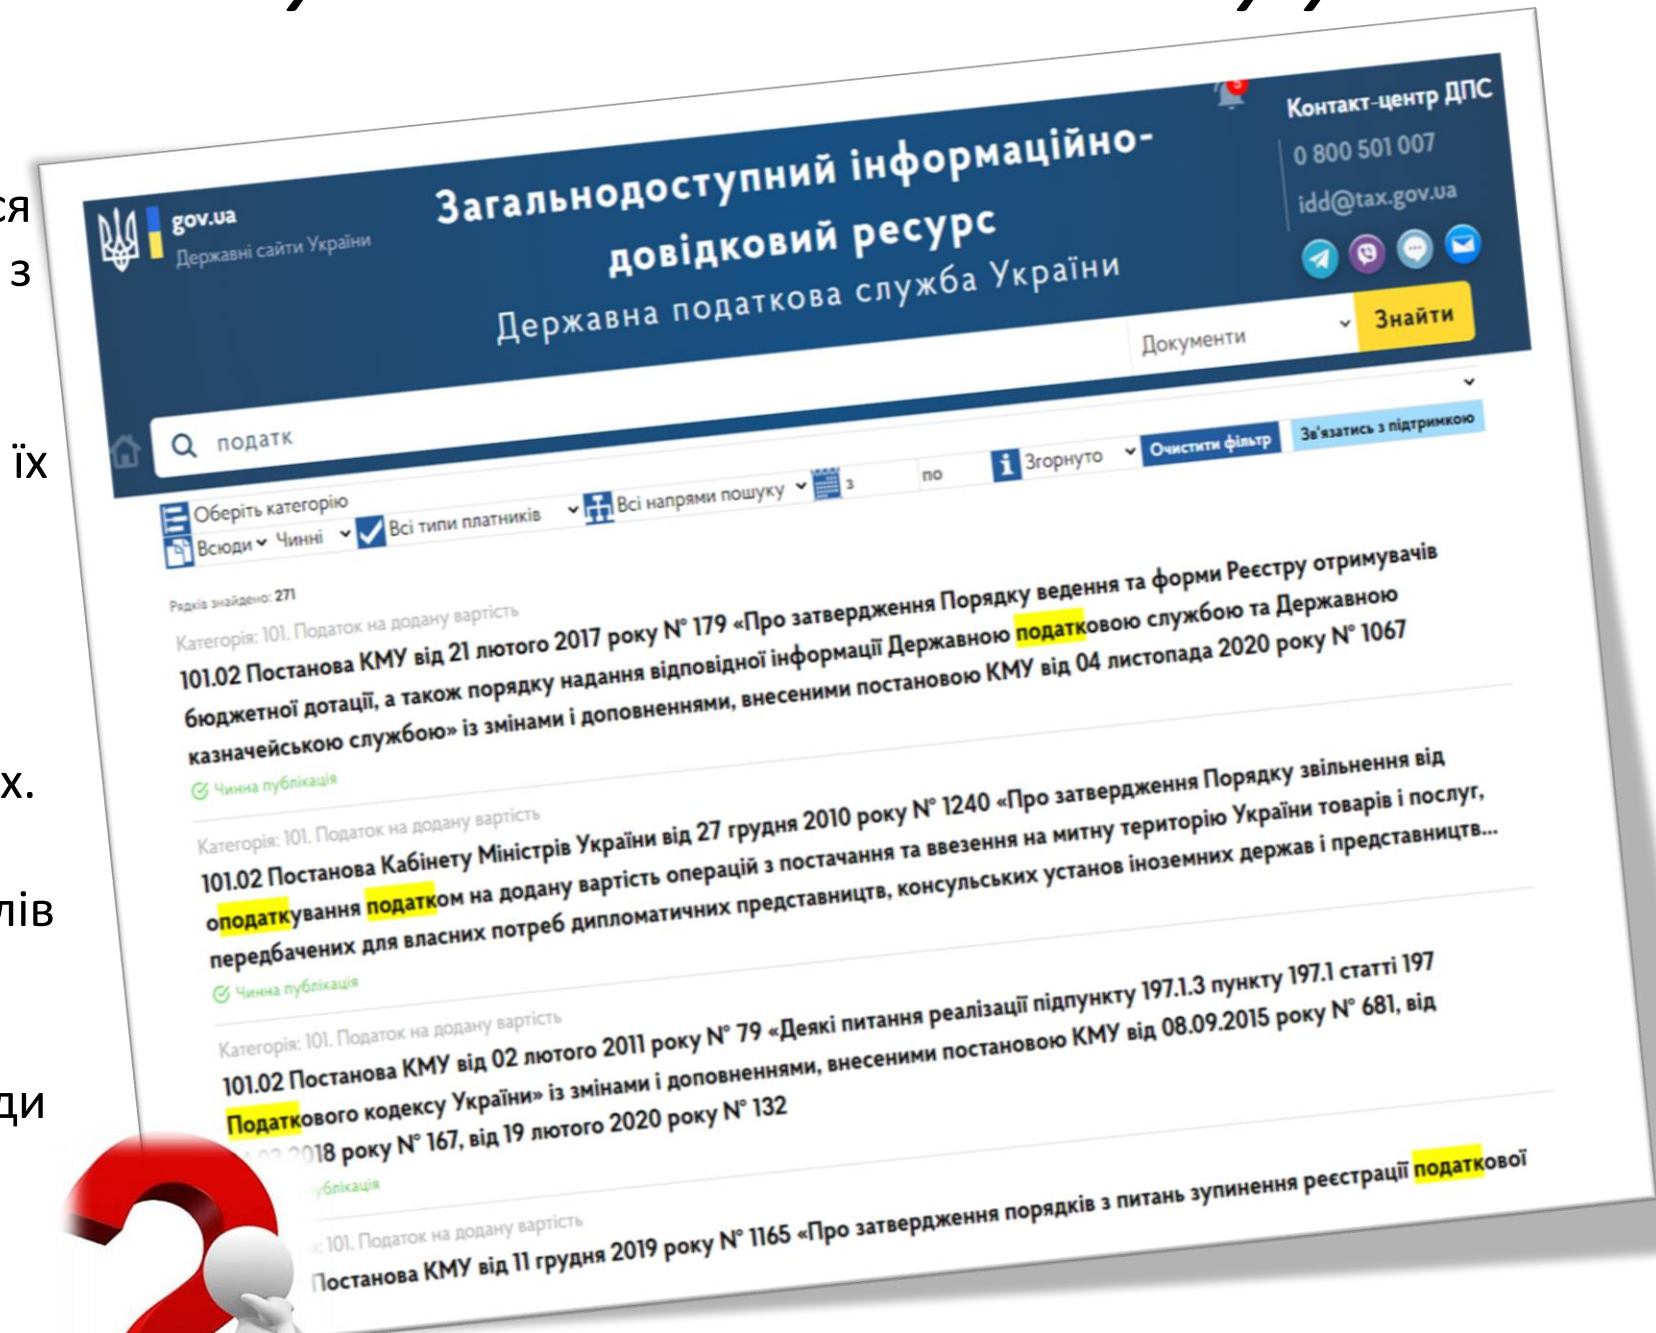 ся
з
їх
х.
лів
ди
gov.ua
Державні сайти України
Загальнодоступний інформаційно-
довідковий ресурс
Державна податкова служба України
5
Контакт-центр ДПС
0 800 501 007
idd@tax.gov.ua
податк
Документи
Знайти
Оберіть категорію
Всюди Чинні Всі типи платників Всі напрями пошуку з по Згорнуто Очистити фільтр Зв'язатись з підтримкою
Рядків знайдено: 271
Категорія: 101. Податок на додану вартість
101.02 Постанова КМУ від 21 лютого 2017 року № 179 «Про затвердження Порядку ведення та форми Реєстру отримувачів
бюджетної дотації, а також порядку надання відповідної інформації Державною податковою службою та Державною
казначейською службою» із змінами і доповненнями, внесеними постановою КМУ від 04 листопада 2020 року № 1067
Чинна публікація
Категорія: 101. Податок на додану вартість
101.02 Постанова Кабінету Міністрів України від 27 грудня 2010 року № 1240 «Про затвердження Порядку звільнення від
оподаткування податком на додану вартість операцій з постачання та ввезення на митну територію України товарів і послуг,
передбачених для власних потреб дипломатичних представництв, консульських установ іноземних держав і представництв...
Чинна публікація
Категорія: 101. Податок на додану вартість
101.02 Постанова КМУ від 02 лютого 2011 року № 79 «Деякі питання реалізації підпункту 197.1.3 пункту 197.1 статті 197
Податкового кодексу України» із змінами і доповненнями, внесеними постановою КМУ від 08.09.2015 року № 681, від
2018 року № 167, від 19 лютого 2020 року № 132
публікація
101. Податок на додану вартість
Постанова КМУ від 11 грудня 2019 року № 1165 «Про затвердження порядків з питань зупинення реєстрації податкової